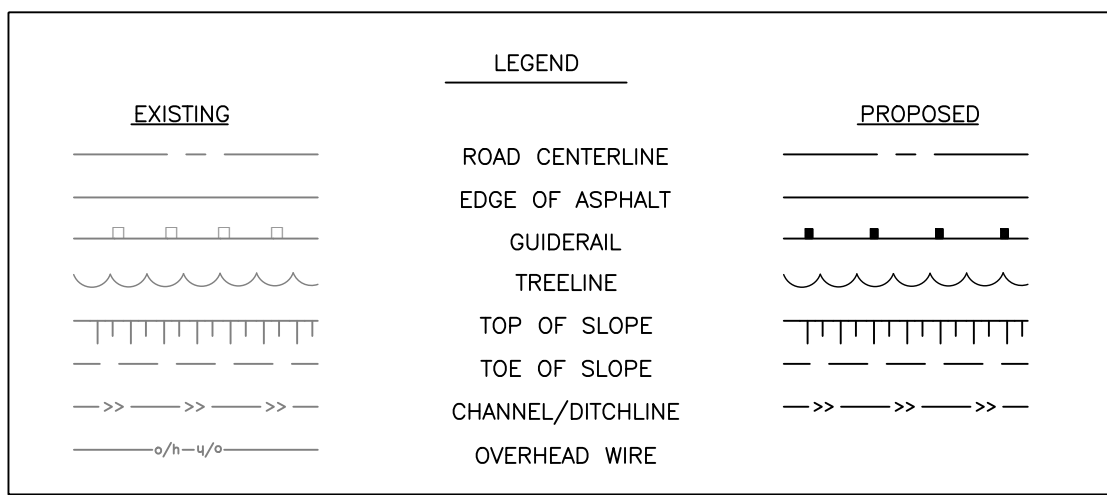 LEGEND
EXISTING
PROPOSED
ROAD CENTERLINE
EDGE OF ASPHALT
GUIDERAIL
TREELINE
TOP OF SLOPE
TOE OF SLOPE
>> >> >> CHANNEL/DITCHLINE >> >> >>
o/h o/h OVERHEAD WIRE